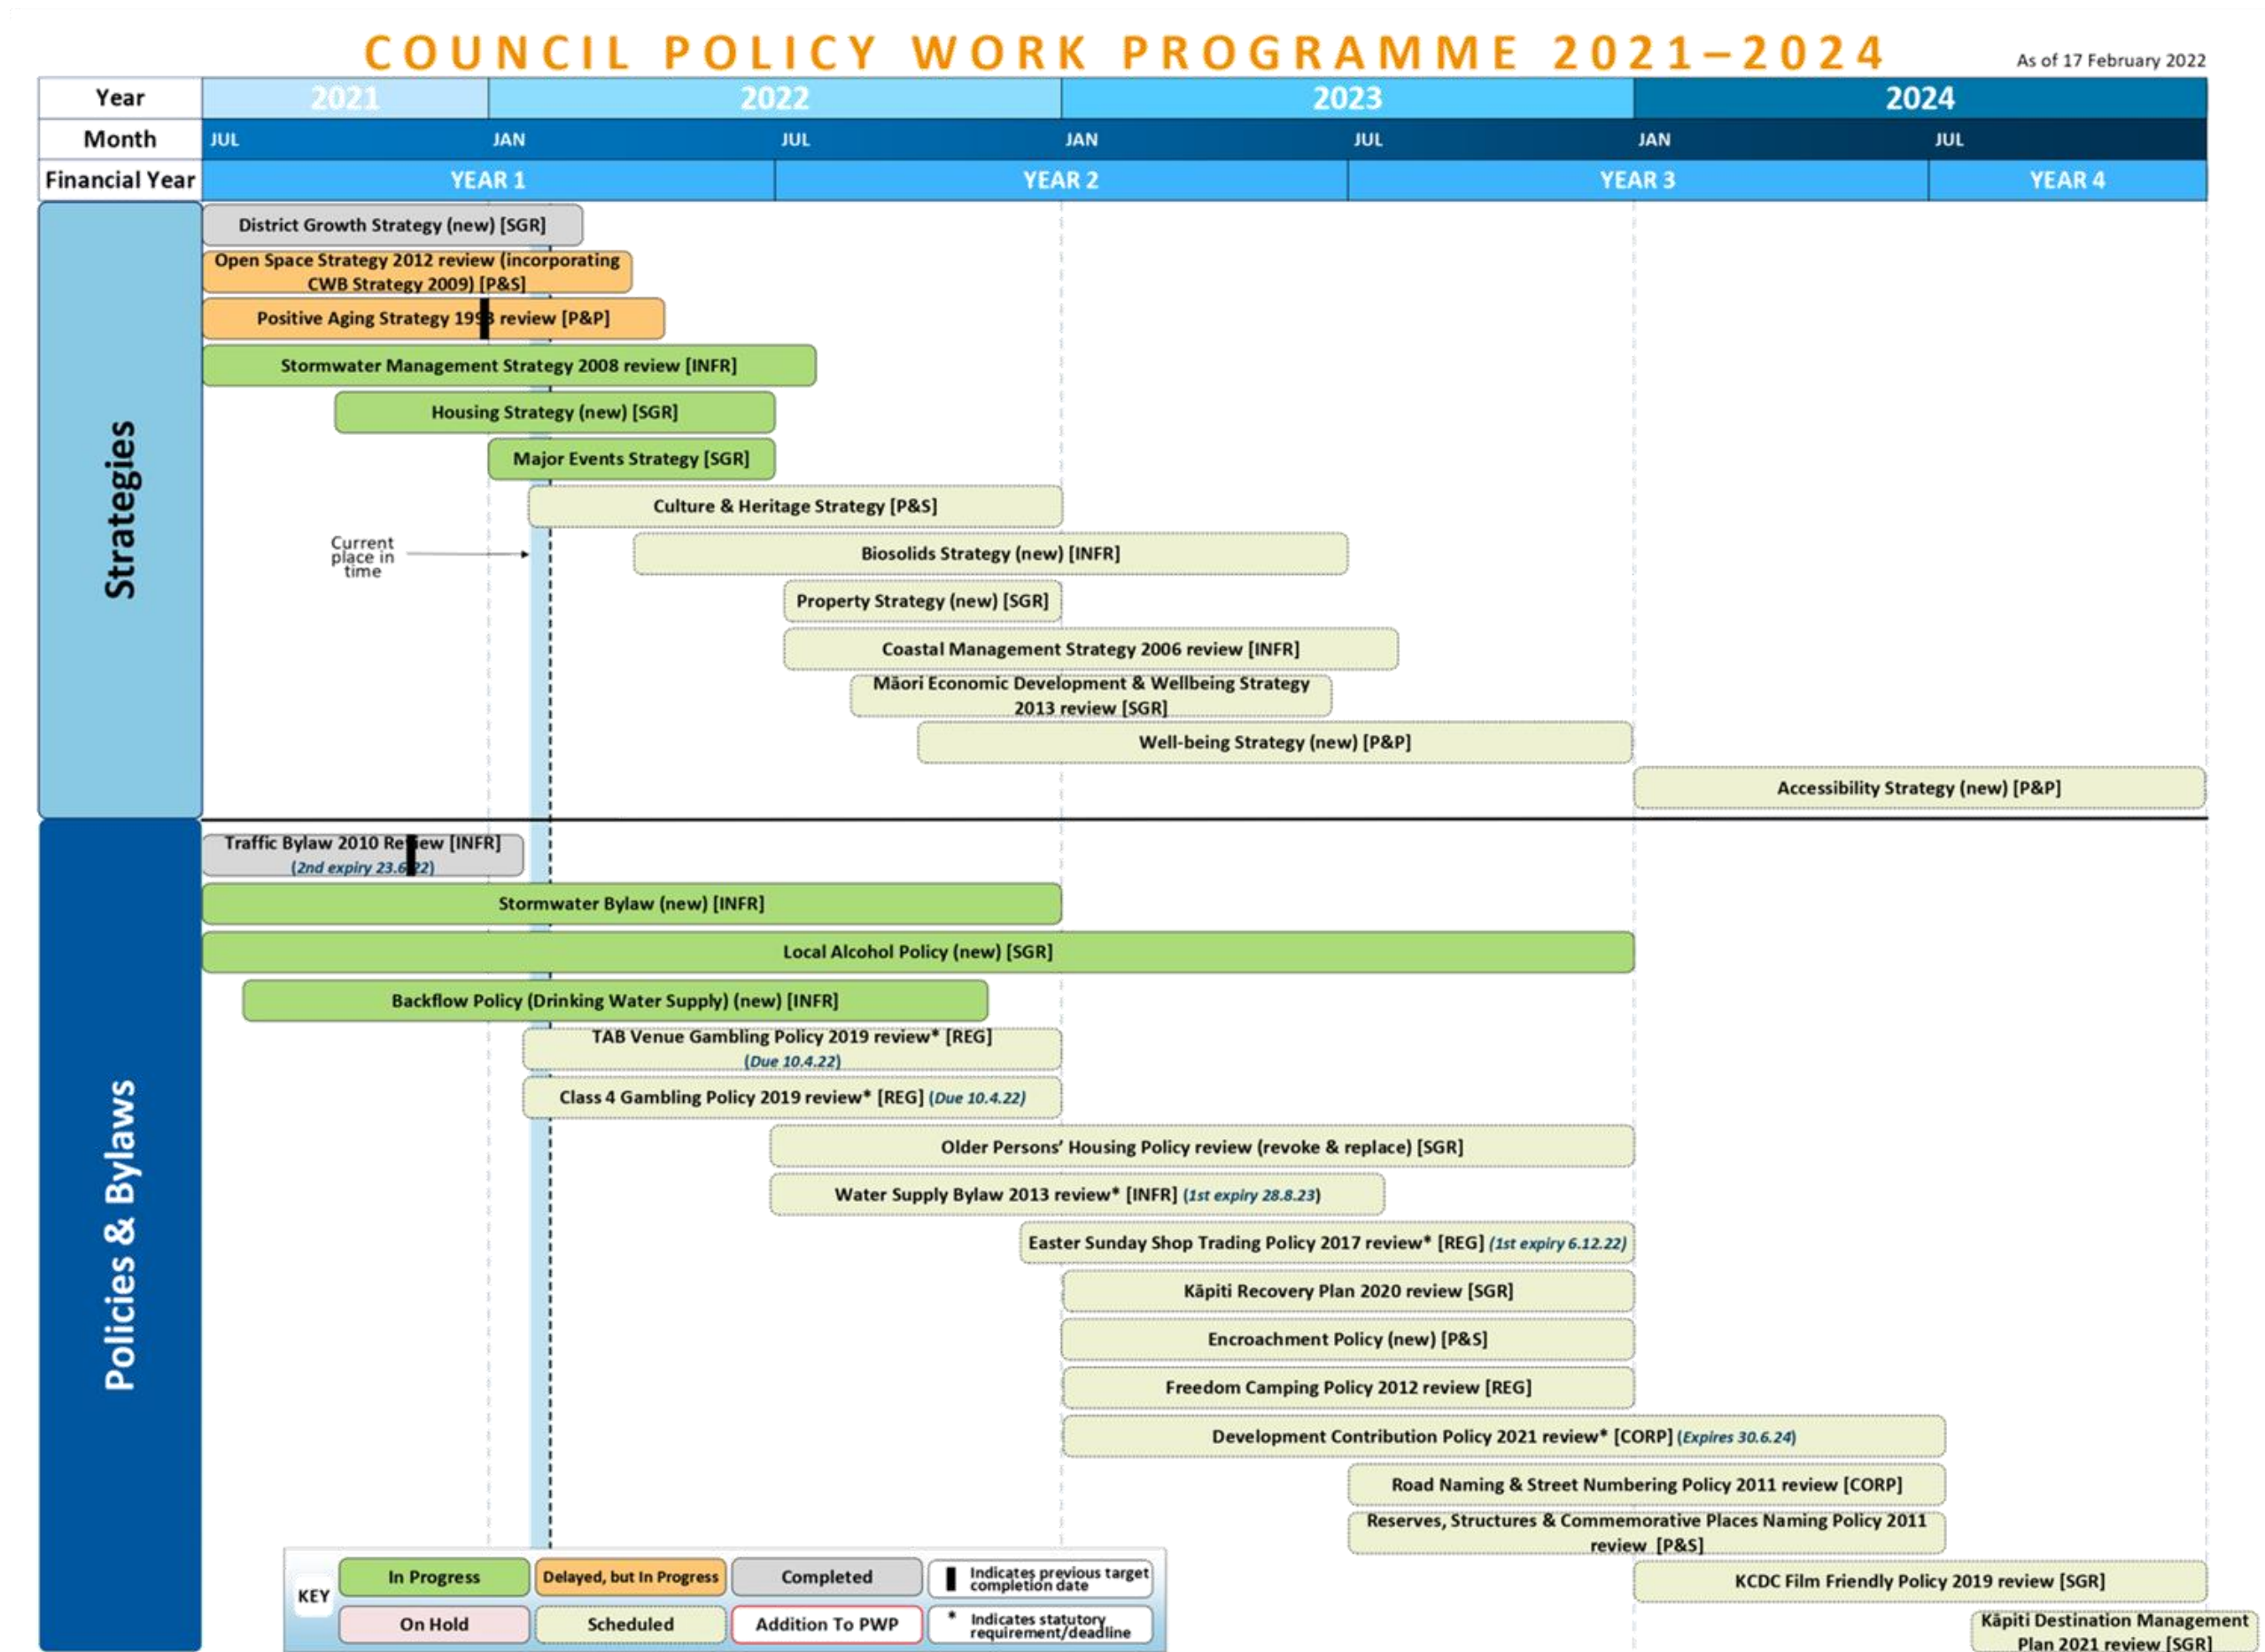 COUNCIL POLICY WORK PROGRAMME 2021–2024
As of 17 February 2022
Year
2021
2022
2023
2024
Month
JUL
JAN
JUL
JAN
JUL
JAN
JUL
Financial Year
YEAR 1
YEAR 2
YEAR 3
YEAR 4
Strategies
District Growth Strategy (new) [SGR]
Open Space Strategy 2012 review (incorporating
CWB Strategy 2009) [P&S]
Positive Aging Strategy 1998 review [P&P]
Stormwater Management Strategy 2008 review [INFR]
Housing Strategy (new) [SGR]
Major Events Strategy [SGR]
Culture & Heritage Strategy [P&S]
Current
place in
time
Biosolids Strategy (new) [INFR]
Property Strategy (new) [SGR]
Coastal Management Strategy 2006 review [INFR]
Māori Economic Development & Wellbeing Strategy
2013 review [SGR]
Well-being Strategy (new) [P&P]
Accessibility Strategy (new) [P&P]
Policies & Bylaws
Traffic Bylaw 2010 Review [INFR]
(2nd expiry 23.6.22)
Stormwater Bylaw (new) [INFR]
Local Alcohol Policy (new) [SGR]
Backflow Policy (Drinking Water Supply) (new) [INFR]
TAB Venue Gambling Policy 2019 review* [REG]
(Due 10.4.22)
Class 4 Gambling Policy 2019 review* [REG] (Due 10.4.22)
Older Persons' Housing Policy review (revoke & replace) [SGR]
Water Supply Bylaw 2013 review* [INFR] (1st expiry 28.8.23)
Easter Sunday Shop Trading Policy 2017 review* [REG] (1st expiry 6.12.22)
Kāpiti Recovery Plan 2020 review [SGR]
Encroachment Policy (new) [P&S]
Freedom Camping Policy 2012 review [REG]
Development Contribution Policy 2021 review* [CORP] (Expires 30.6.24)
Road Naming & Street Numbering Policy 2011 review [CORP]
Reserves, Structures & Commemorative Places Naming Policy 2011
review [P&S]
KCDC Film Friendly Policy 2019 review [SGR]
Kāpiti Destination Management
Plan 2021 review [SGR]
KEY
In Progress
Delayed, but In Progress
Completed
Indicates previous target
completion date
On Hold
Scheduled
Addition To PWP
* Indicates statutory
requirement/deadline